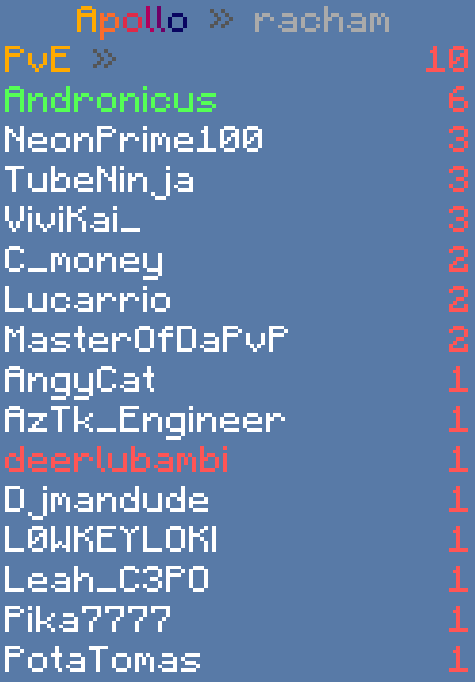 Apollo » racham
PvE » 10
Andronicus 6
NeonPrime100 3
TubeNinja 3
ViviKai_ 3
C_money 2
Lucarrio 2
MasterOfDaPvP 2
AngyCat 1
AzTk_Engineer 1
deerlubambi 1
Djmandude 1
L0WKEYLOKI 1
Leah_C3PO 1
Pika7777 1
PotaTomas 1